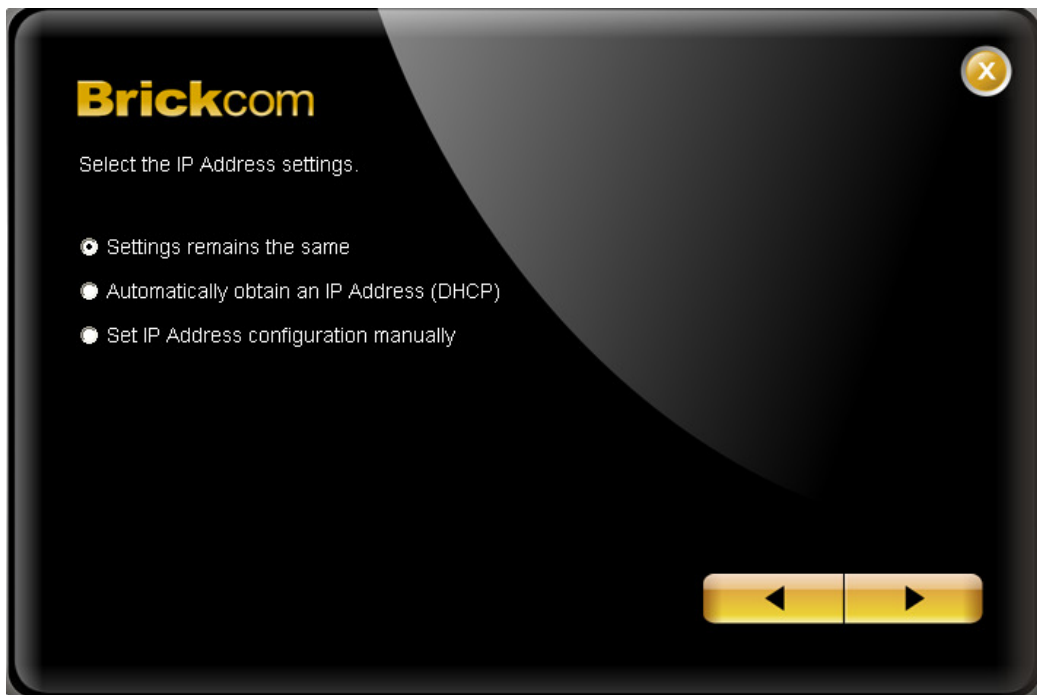 Brickcom
X
Select the IP Address settings.
Settings remains the same
Automatically obtain an IP Address (DHCP)
Set IP Address configuration manually